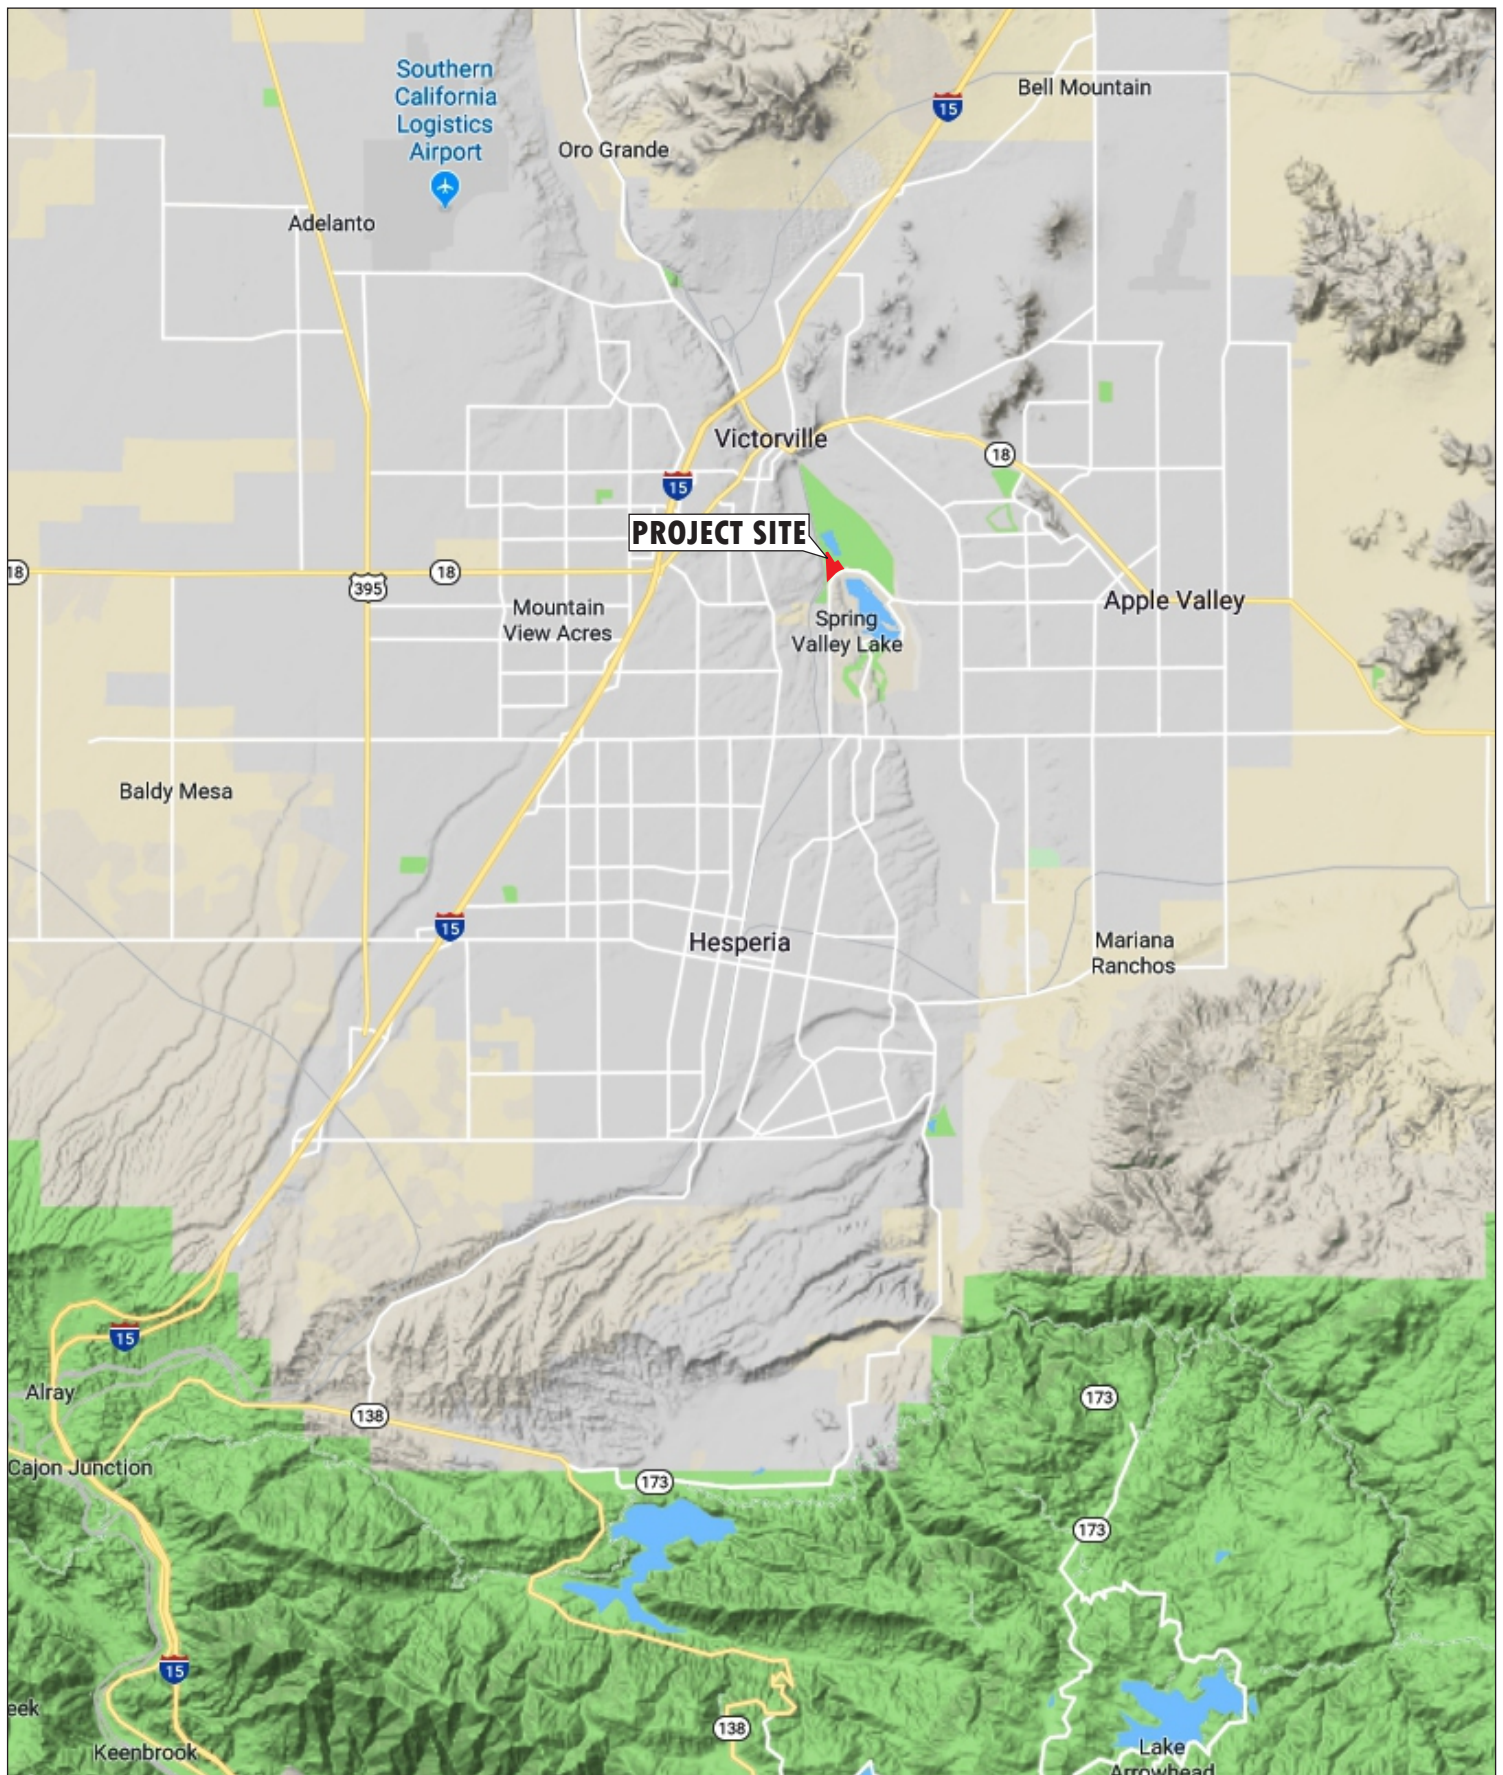 Southern
California
Logistics
Airport
15
Bell Mountain
Oro Grande
Adelanto
Victorville
18
15
PROJECT SITE
18
395
18
Mountain
View Acres
Apple Valley
Spring
Valley Lake
Baldy Mesa
15
Hesperia
Mariana
Ranchos
15
Alray
138
173
Cajon Junction
173
173
15
eek
138
Keenbrook
Lake
Arrowhead